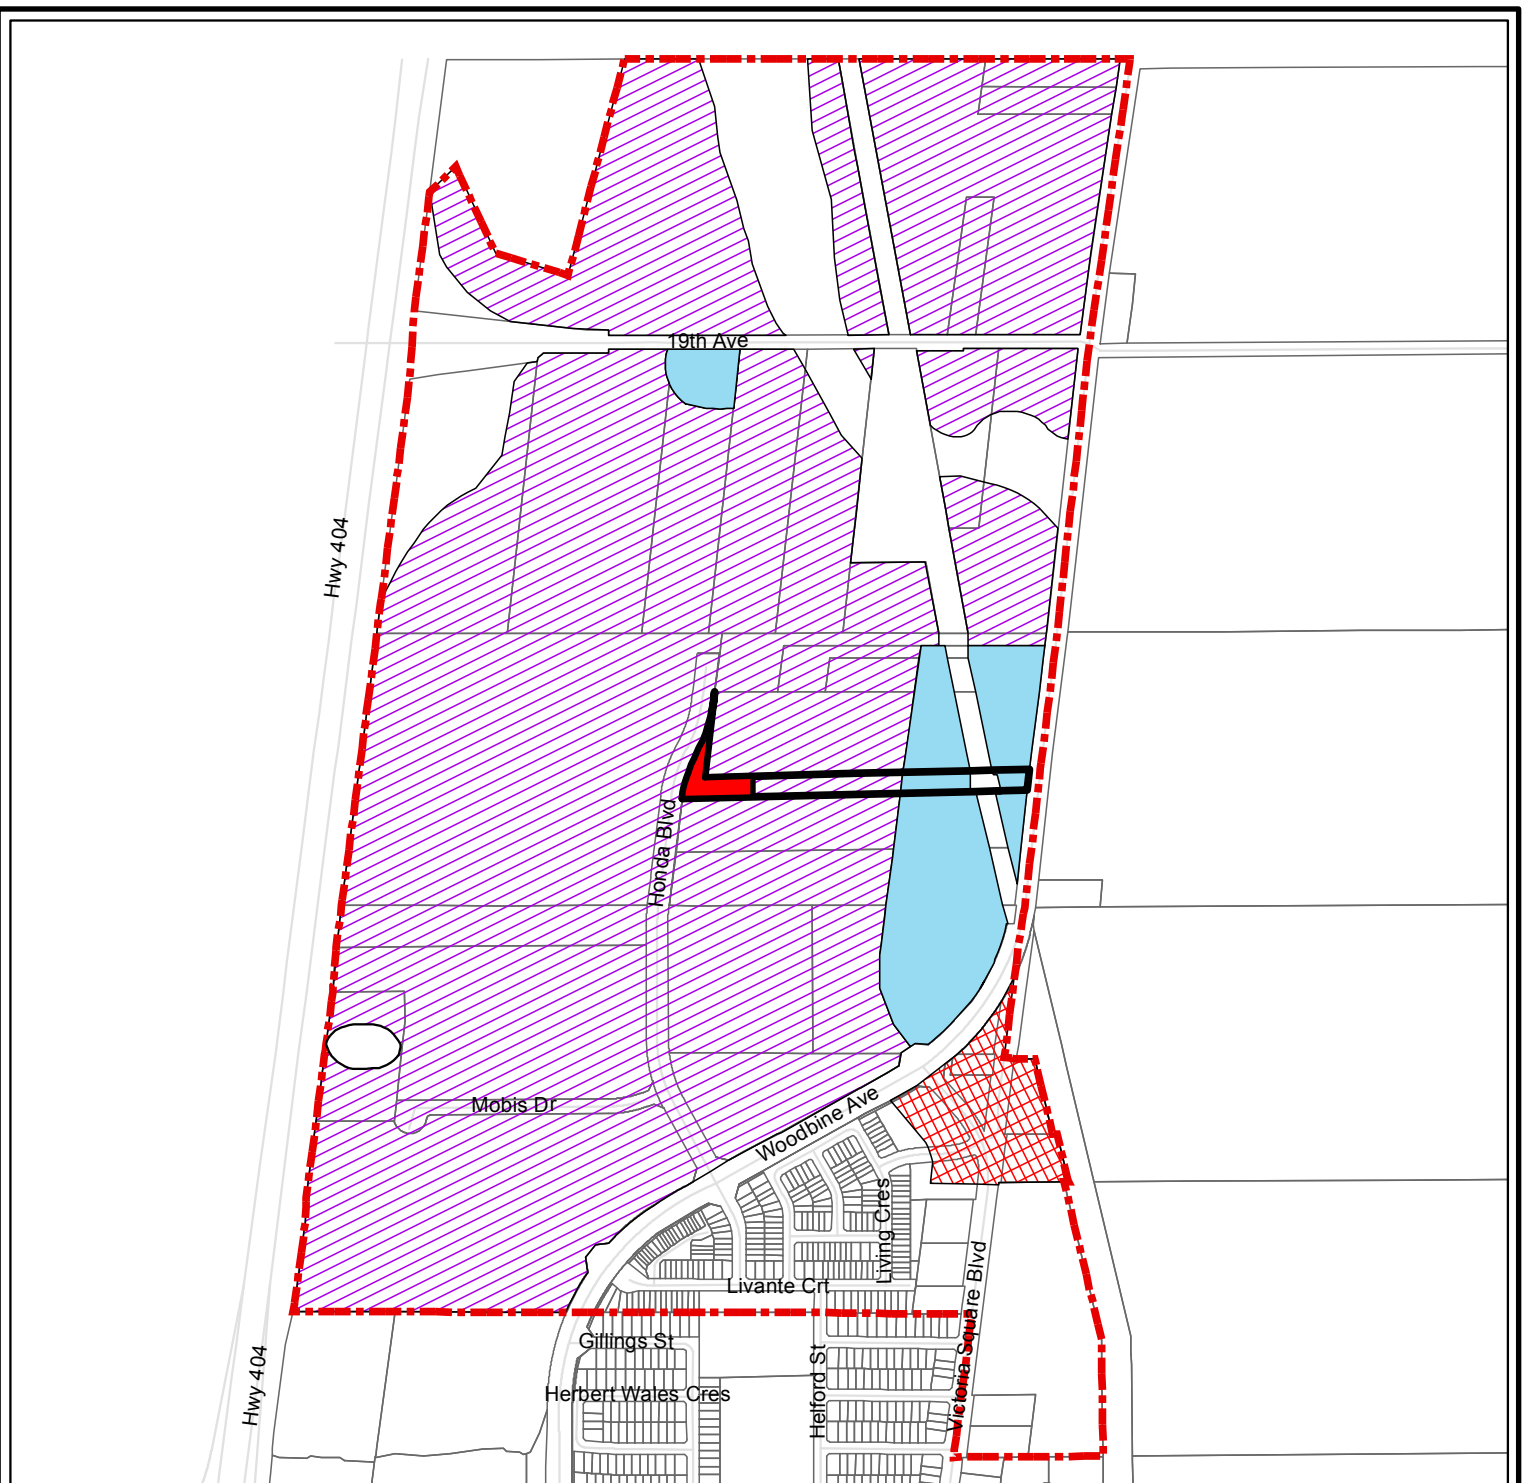 19th Ave
Hwy 404
Honda Blvd
Mobis Dr
Woodbine Ave
Living Cres
Livante Crt
Victoria Square Blvd
Gillings St
Helford St
Hwy 404
Herbert Wales Cres